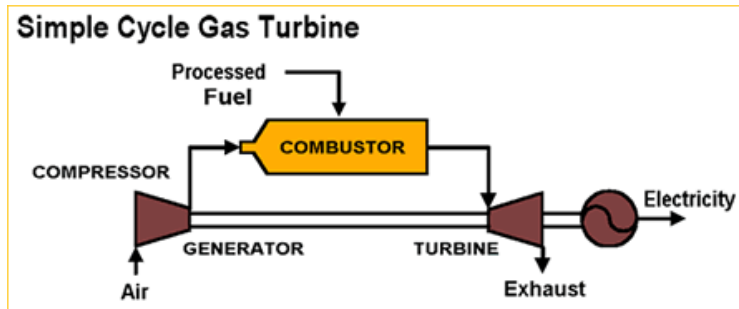 Simple Cycle Gas Turbine
Processed
Fuel
COMBUSTOR
COMPRESSOR
Electricity
GENERATOR
TURBINE
Air
Exhaust